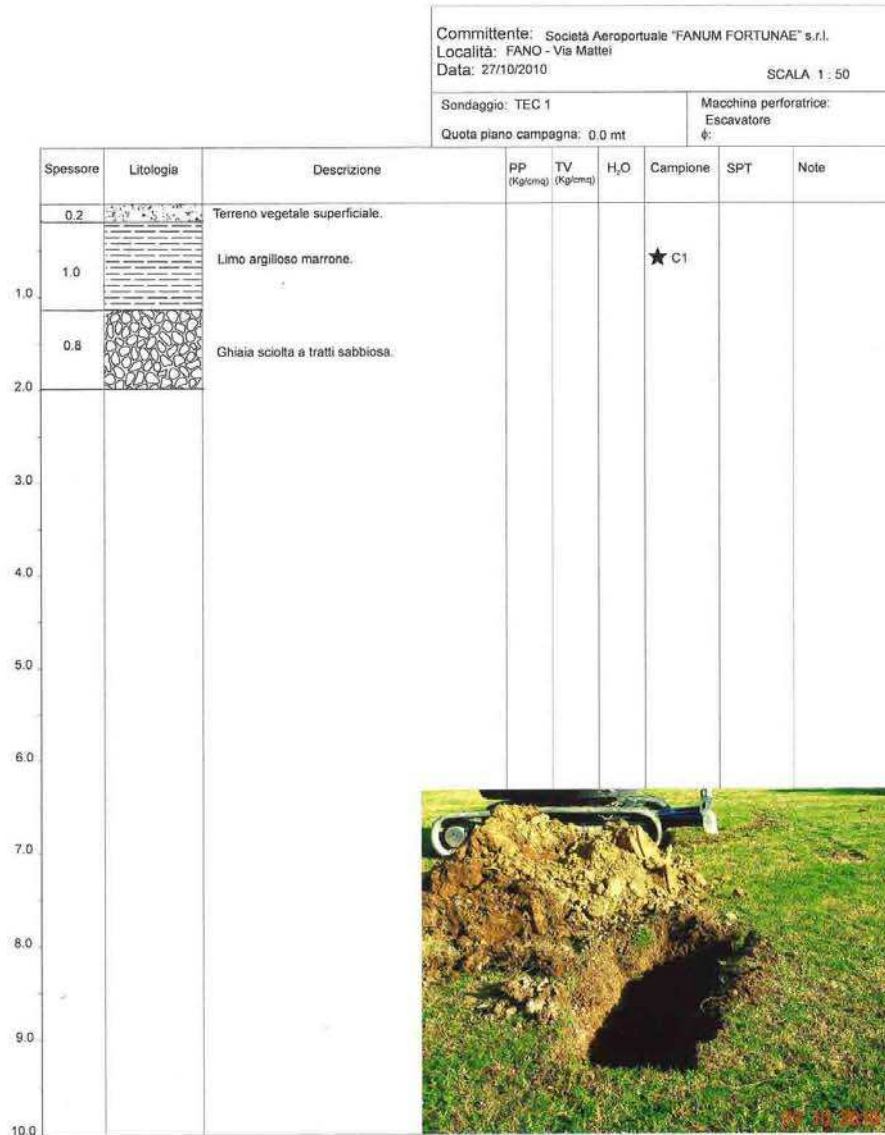 Committente: Società Aeroportuale "FANUM FORTUNAE" s.r.l.
Località: FANO - Via Mattei
Data: 27/10/2010 SCALA 1 : 50
Sondaggio: TEC 1
Quota piano campagna: 0.0 mt
Macchina perforatrice:
Escavatore
ϕ:
Spessore Litologia Descrizione PP (Kg/cmq) TV (Kg/cmq) H₂O Campione SPT Note
0.2 Terreno vegetale superficiale.
1.0 Limo argilloso marrone. ★ C1
1.0
0.8 Ghiaia sciolta a tratti sabbiosa.
2.0
3.0
4.0
5.0
6.0
7.0
8.0
9.0
10.0